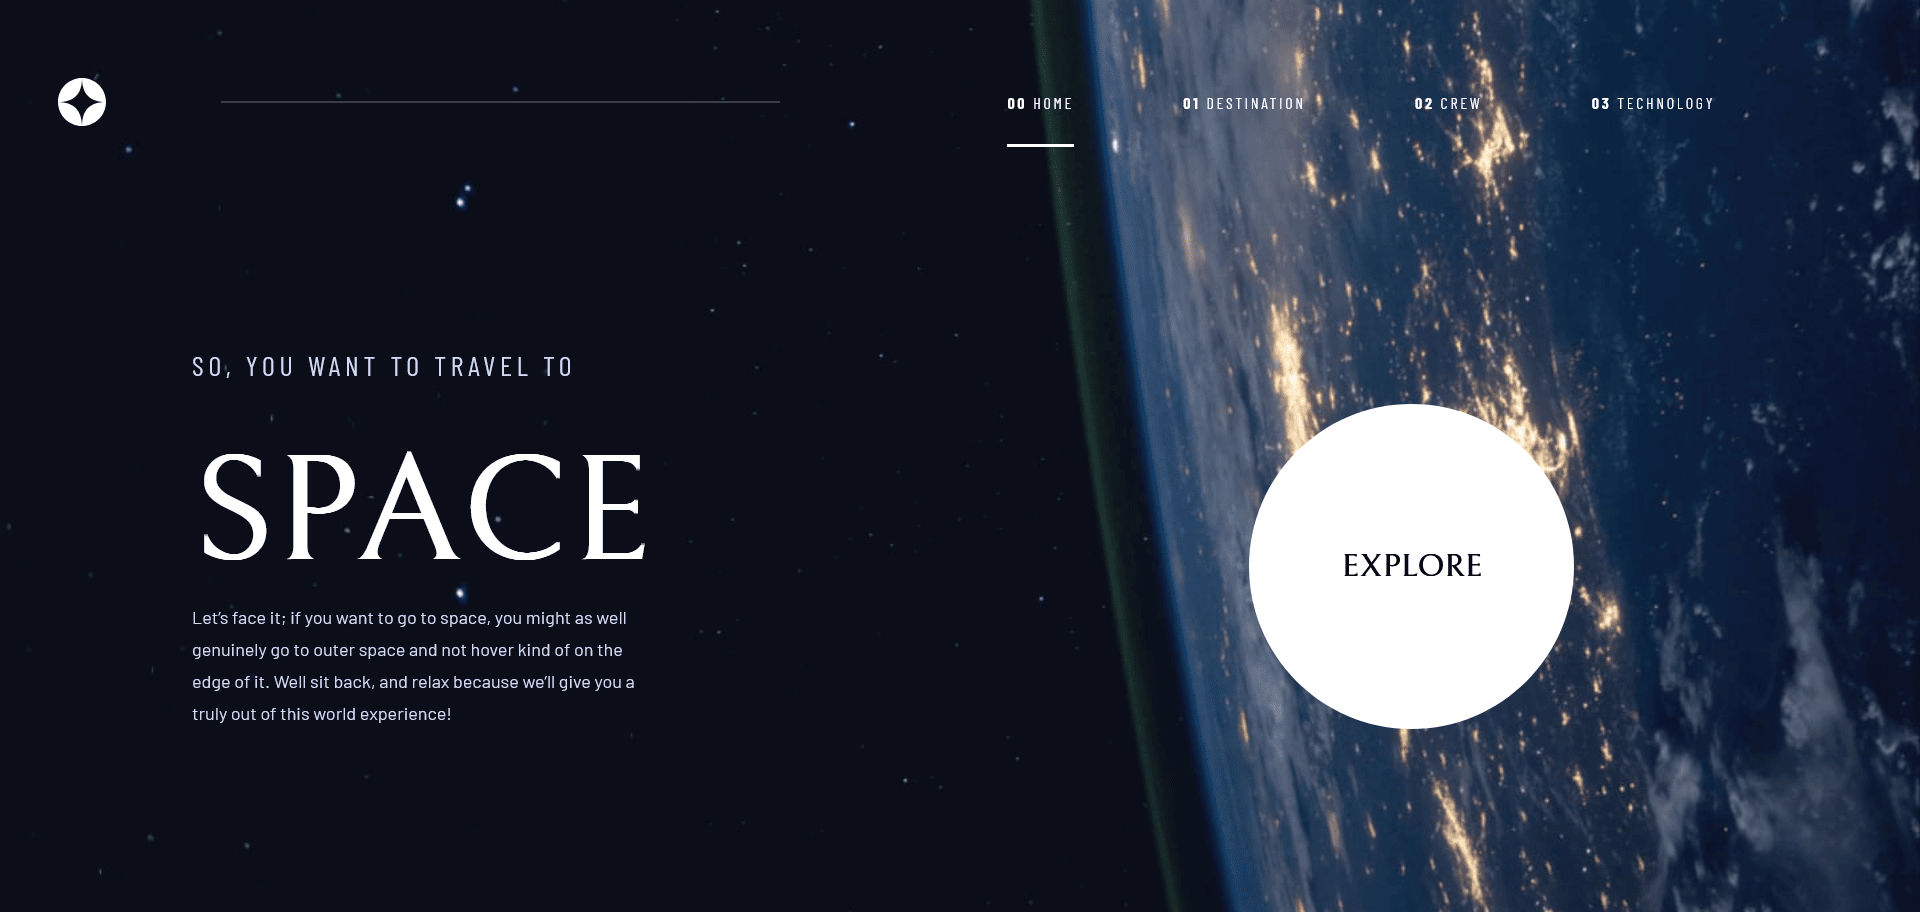 00 HOME
01 DESTINATION
02 CREW
03 TECHNOLOGY
SO, YOU WANT TO TRAVEL TO
SPACE
Let’s face it; if you want to go to space, you might as well
genuinely go to outer space and not hover kind of on the
edge of it. Well sit back, and relax because we’ll give you a
truly out of this world experience!
EXPLORE